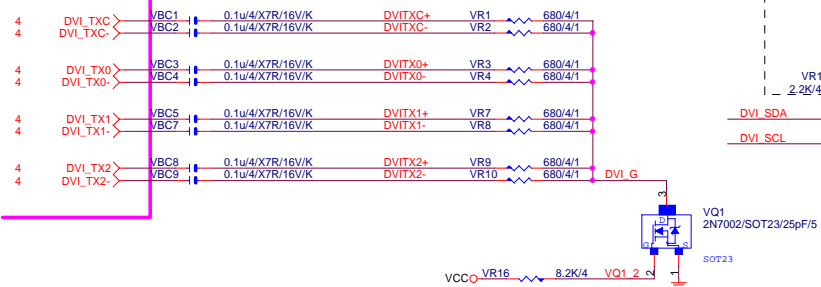 4 DVI_TXC VBC1 0.1u/4/X7R/16V/K DVITXC+ VR1 680/4/1
4 DVI_TXC- VBC2 0.1u/4/X7R/16V/K DVITXC- VR2 680/4/1
4 DVI_TX0 VBC3 0.1u/4/X7R/16V/K DVITX0+ VR3 680/4/1
4 DVI_TX0- VBC4 0.1u/4/X7R/16V/K DVITX0- VR4 680/4/1
VR1
2.2K/4
4 DVI_TX1 VBC5 0.1u/4/X7R/16V/K DVITX1+ VR7 680/4/1
4 DVI_TX1- VBC7 0.1u/4/X7R/16V/K DVITX1- VR8 680/4/1
DVI_SDA
DVI_SCL
4 DVI_TX2 VBC8 0.1u/4/X7R/16V/K DVITX2+ VR9 680/4/1
4 DVI_TX2- VBC9 0.1u/4/X7R/16V/K DVITX2- VR10 680/4/1 DVI_G
3
VQ1
2N7002/SOT23/25pF/5
D
G S
SOT23
VCC VR16 8.2K/4 VQ1_2 2 1